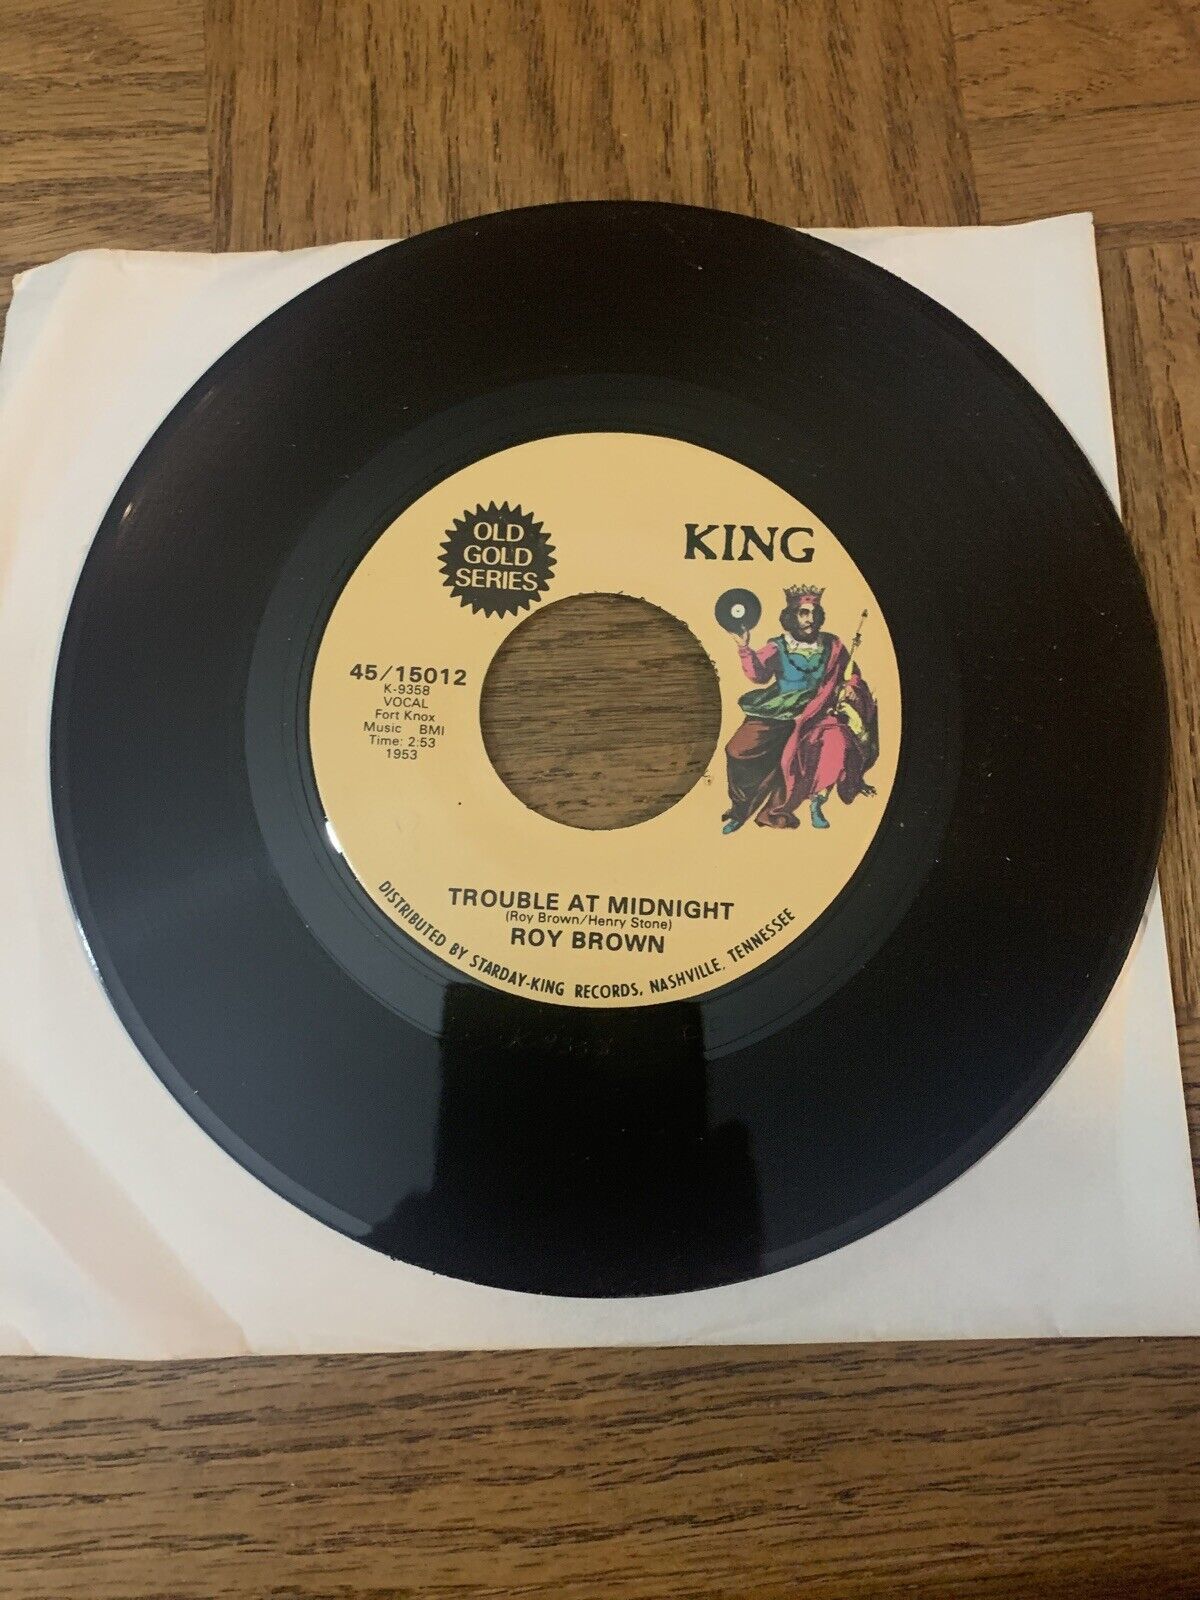 OLD
GOLD
SERIES
KING
45/15012
K-9358
VOCAL
Fort Knox
Music BMI
Time: 2:53
1953
TROUBLE AT MIDNIGHT
(Roy Brown/Henry Stone)
ROY BROWN
DISTRIBUTED BY STARDAY-KING RECORDS, NASHVILLE, TENNESSEE